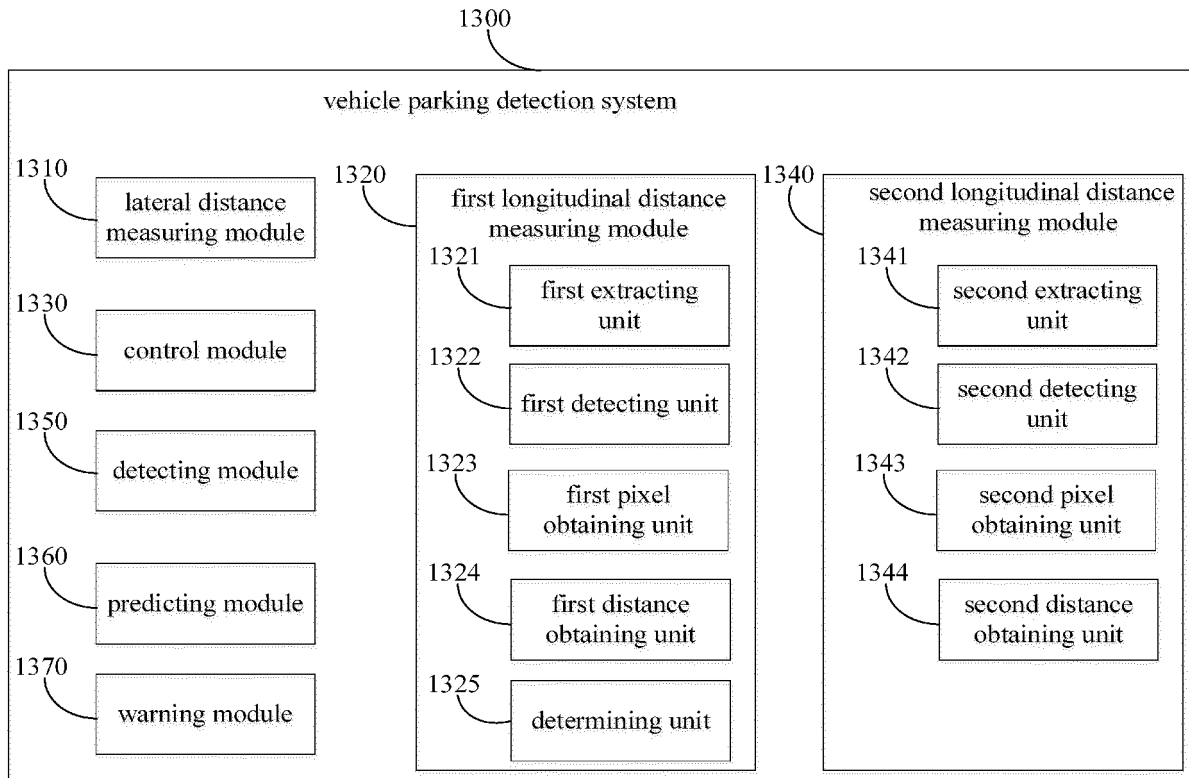 1300
vehicle parking detection system
1310
lateral distance
measuring module
1330
control module
1350
detecting module
1360
predicting module
1370
warning module
1320
first longitudinal distance
measuring module
1321
first extracting
unit
1322
first detecting unit
1323
first pixel
obtaining unit
1324
first distance
obtaining unit
1325
determining unit
1340
second longitudinal distance
measuring module
1341
second extracting
unit
1342
second detecting
unit
1343
second pixel
obtaining unit
1344
second distance
obtaining unit